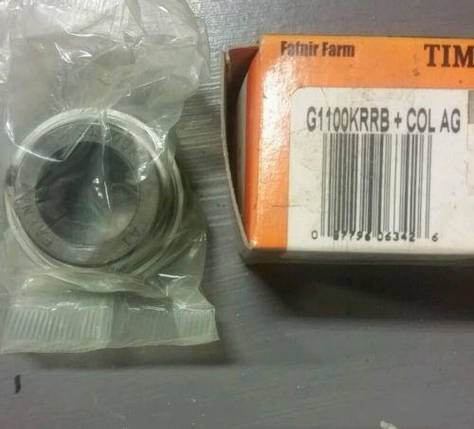 Fafnir Farm
TIM
G1100KRRB + COL AG
0 87796 06342 6